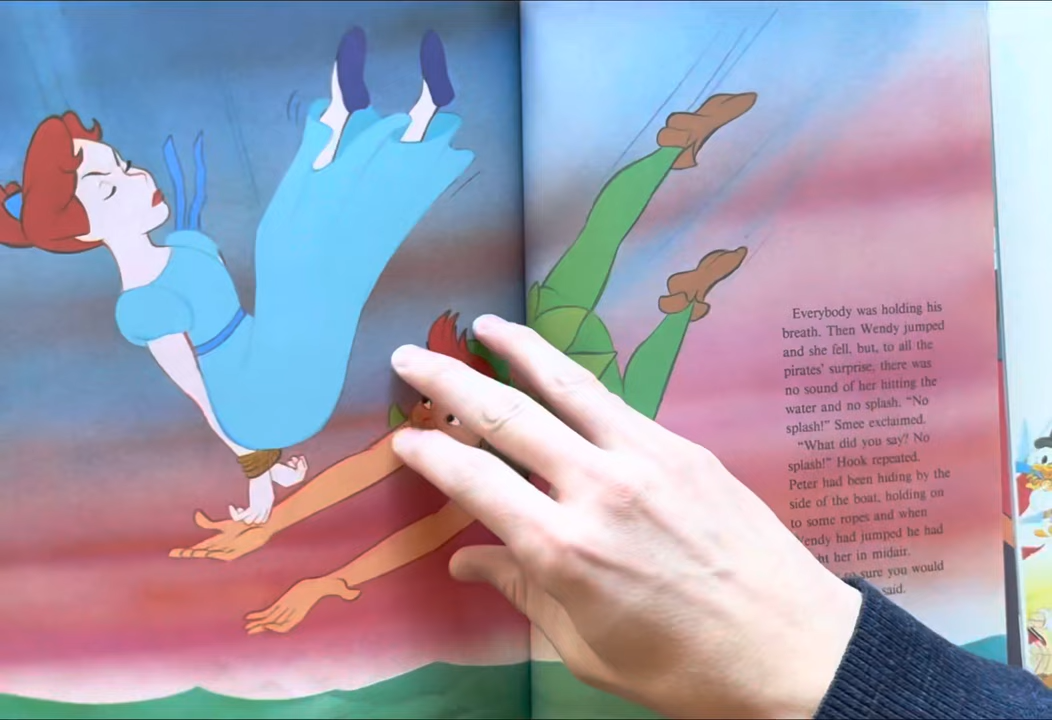 Everybody was holding his
breath. Then Wendy jumped
and she fell. but, to all the
pirates' surprise, there was
no sound of her hitting the
water and no splash. "No
splash!" Smee exclaimed.
"What did you say? No
splash!" Hook repeated.
Peter had been hiding by the
side of the boat, holding on
to some ropes and when
Wendy had jumped he had
her in midair.
sure you would
said.